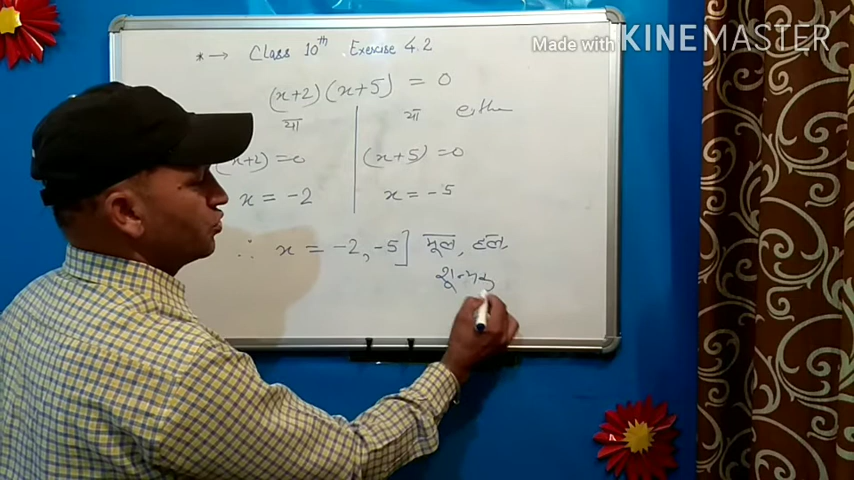 Made with KINEMASTER
*→ Class 10th Exercise 4.2
(x+2)(x+5) = 0
या या either
(x+2) = 0 (x+5) = 0
x = -2 x = -5
∴ x = -2, -5] मूल, हल,
शून्यक